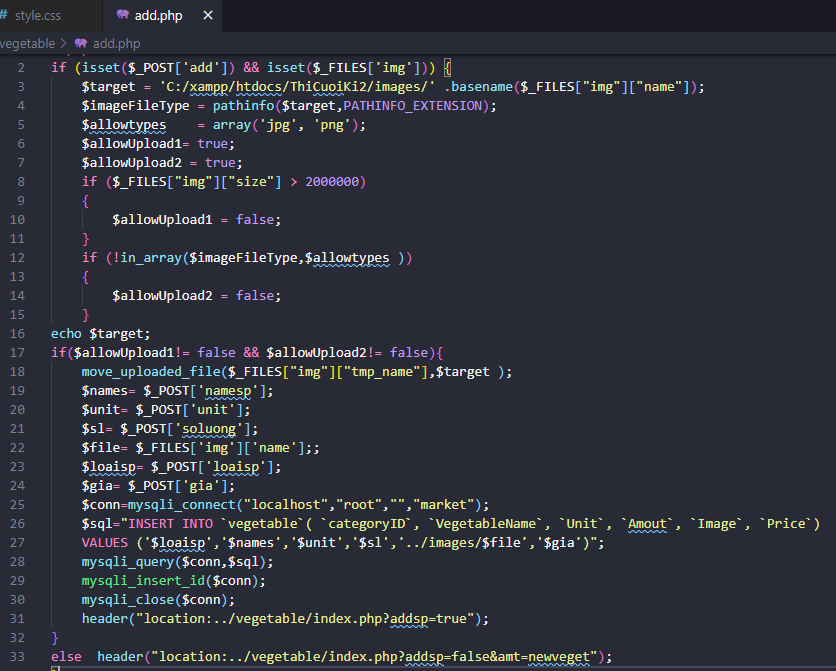 # style.css add.php ×
vegetable > add.php
2 if (isset($_POST['add']) && isset($_FILES['img'])) {
3 $target = 'C:/xampp/htdocs/ThiCuoiKi2/images/' .basename($_FILES["img"]["name"]);
4 $imageFileType = pathinfo($target,PATHINFO_EXTENSION);
5 $allowtypes    = array('jpg', 'png');
6 $allowUpload1= true;
7 $allowUpload2 = true;
8 if ($_FILES["img"]["size"] > 2000000)
9 {
10 $allowUpload1 = false;
11 }
12 if (!in_array($imageFileType,$allowtypes ))
13 {
14 $allowUpload2 = false;
15 }
16 echo $target;
17 if($allowUpload1!= false && $allowUpload2!= false){
18 move_uploaded_file($_FILES["img"]["tmp_name"],$target );
19 $names= $_POST['namesp'];
20 $unit= $_POST['unit'];
21 $sl= $_POST['soluong'];
22 $file= $_FILES['img']['name'];;
23 $loaisp= $_POST['loaisp'];
24 $gia= $_POST['gia'];
25 $conn=mysqli_connect("localhost","root","","market");
26 $sql="INSERT INTO `vegetable`( `categoryID`, `VegetableName`, `Unit`, `Amout`, `Image`, `Price`)
27 VALUES ('$loaisp','$names','$unit','$sl','../images/$file','$gia')";
28 mysqli_query($conn,$sql);
29 mysqli_insert_id($conn);
30 mysqli_close($conn);
31 header("location:../vegetable/index.php?addsp=true");
32 }
33 else  header("location:../vegetable/index.php?addsp=false&amt=newveget");